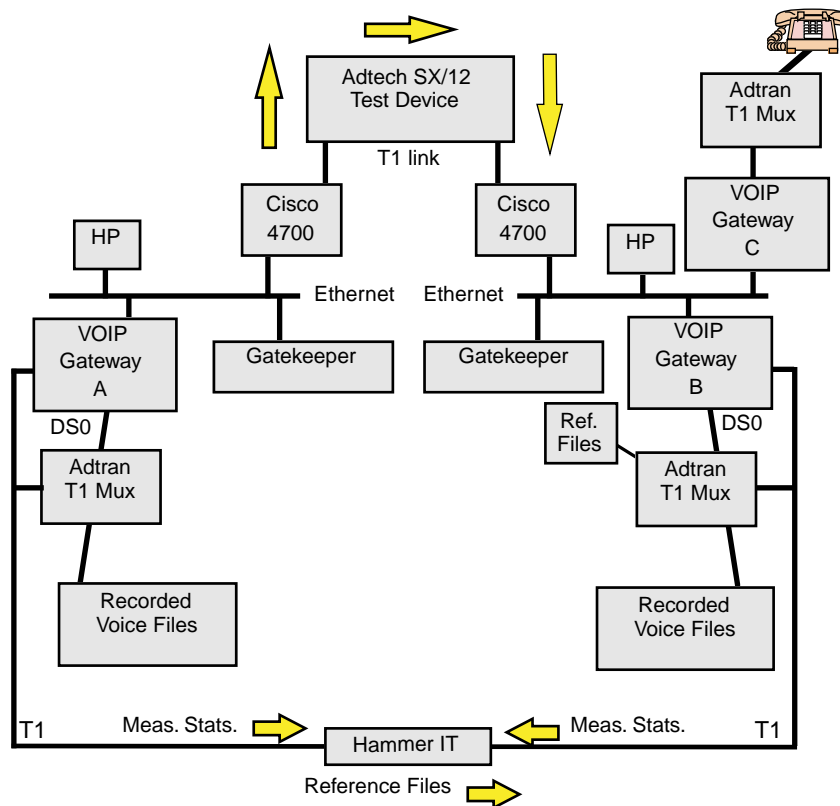 Adtech SX/12
Test Device
T1 link
Adtran
T1 Mux
Cisco
4700
Cisco
4700
VOIP
Gateway
C
HP
HP
Ethernet
Ethernet
VOIP
Gateway
A
Gatekeeper
Gatekeeper
VOIP
Gateway
B
DS0
Ref.
Files
DS0
Adtran
T1 Mux
Adtran
T1 Mux
Recorded
Voice Files
Recorded
Voice Files
T1
Meas. Stats.
Meas. Stats.
T1
Hammer IT
Reference Files